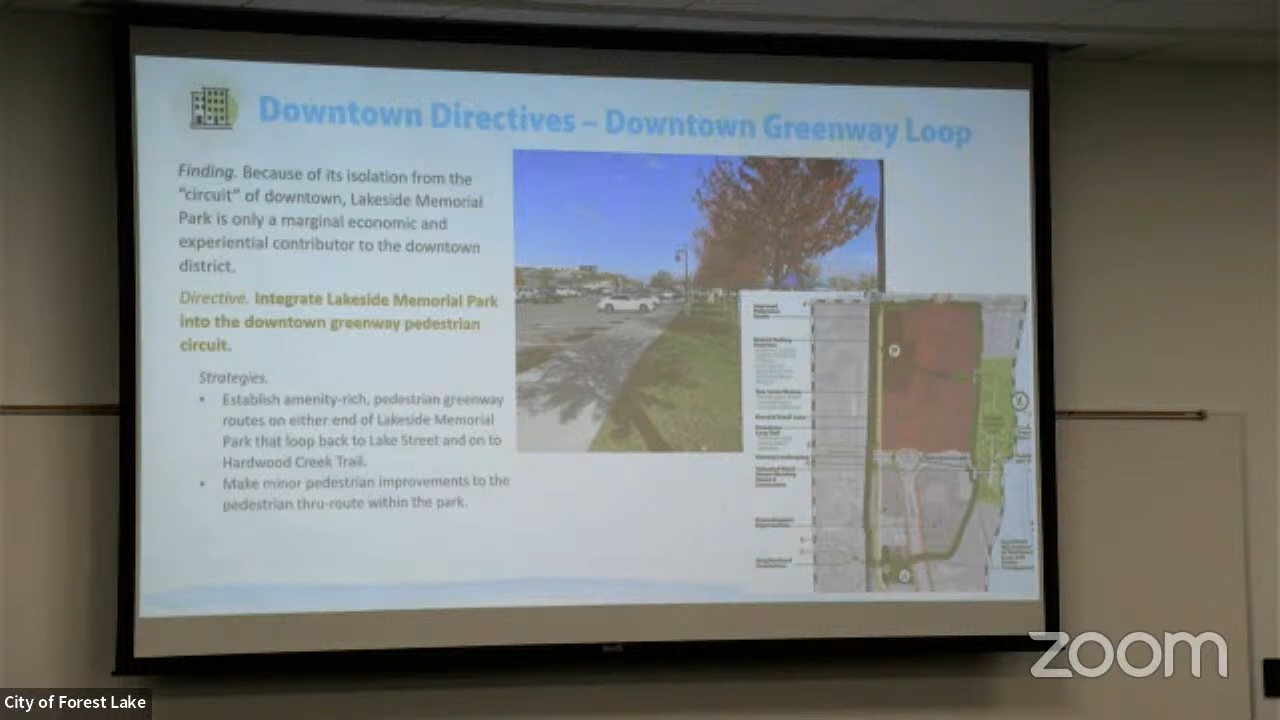 Downtown Directives – Downtown Greenway Loop
Finding. Because of its isolation from the
"circuit" of downtown, Lakeside Memorial
Park is only a marginal economic and
experiential contributor to the downtown
district.
Directive. Integrate Lakeside Memorial Park
into the downtown greenway pedestrian
circuit.
Strategies.
• Establish amenity-rich, pedestrian greenway
routes on either end of Lakeside Memorial
Park that loop back to Lake Street and on to
Hardwood Creek Trail.
• Make minor pedestrian improvements to the
pedestrian thru-route within the park.
zoom
City of Forest Lake